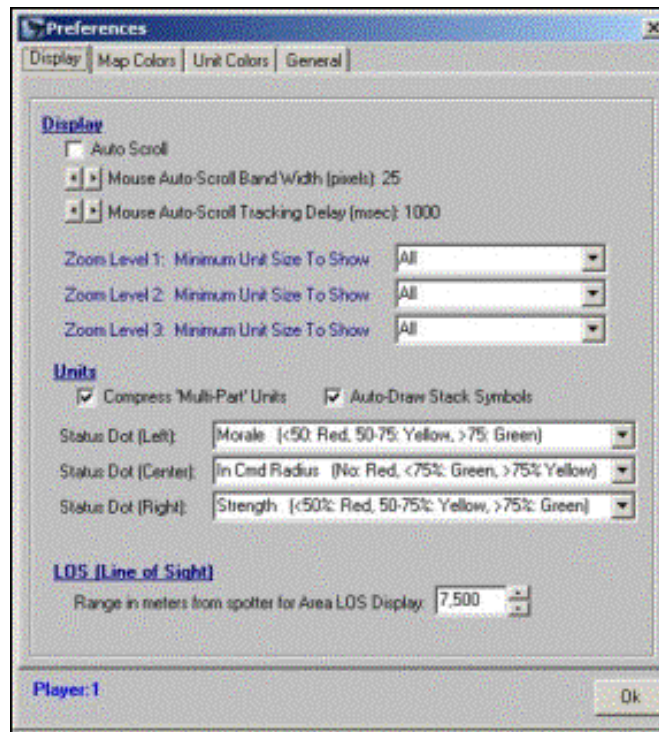 Preferences
Display Map Colors Unit Colors General
Display
Auto Scroll
Mouse Auto-Scroll Band Width (pixels): 25
Mouse Auto-Scroll Tracking Delay (msec): 1000
Zoom Level 1: Minimum Unit Size To Show All
Zoom Level 2: Minimum Unit Size To Show All
Zoom Level 3: Minimum Unit Size To Show All
Units
Compress 'Multi-Part' Units Auto-Draw Stack Symbols
Status Dot (Left): Morale (<50: Red, 50-75: Yellow, >75: Green)
Status Dot (Center): In Cmd Radius (No: Red, <75%: Green, >75% Yellow)
Status Dot (Right): Strength (<50%: Red, 50-75%: Yellow, >75%: Green)
LOS (Line of Sight)
Range in meters from spotter for Area LOS Display: 7,500
Player:1
Ok